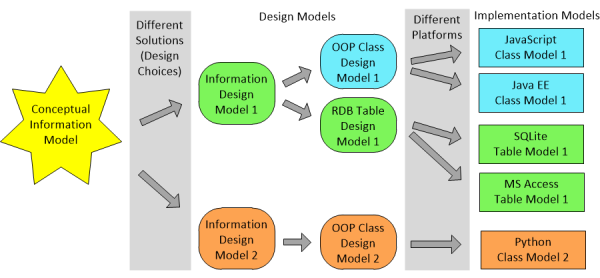 Different
Solutions
(Design
Choices)
Design Models
Different
Platforms
Implementation Models
Conceptual
Information
Model
Information
Design
Model 1
OOP Class
Design
Model 1
RDB Table
Design
Model 1
JavaScript
Class Model 1
Java EE
Class Model 1
SQLite
Table Model 1
MS Access
Table Model 1
Information
Design
Model 2
OOP Class
Design
Model 2
Python
Class Model 2